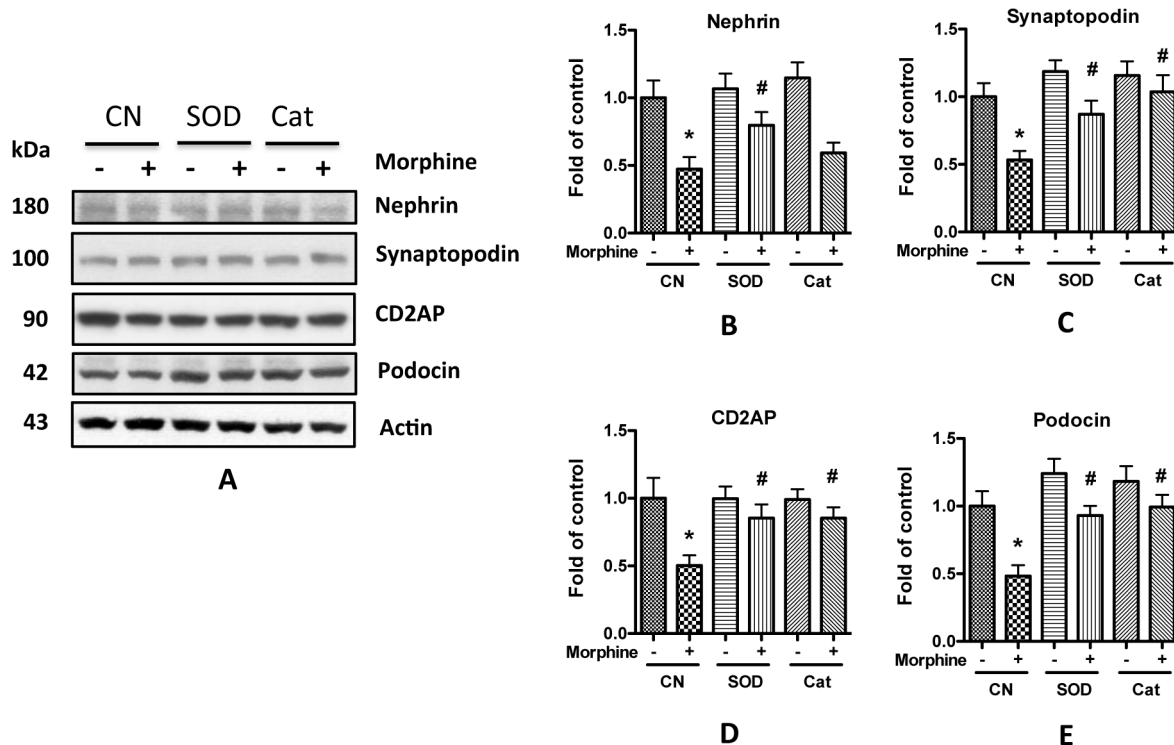 CN SOD Cat
kDa
- + - + - + Morphine
180 Nephrin
100 Synaptopodin
90 CD2AP
42 Podocin
43 Actin
A
Nephrin
Fold of control
1.5
1.0
0.5
0.0
*
#
Morphine - + - + - +
CN SOD Cat
B
Synaptopodin
Fold of control
1.5
1.0
0.5
0.0
*
#
#
Morphine - + - + - +
CN SOD Cat
C
CD2AP
Fold of control
1.5
1.0
0.5
0.0
*
#
#
Morphine - + - + - +
CN SOD Cat
D
Podocin
Fold of control
1.5
1.0
0.5
0.0
*
#
#
Morphine - + - + - +
CN SOD Cat
E